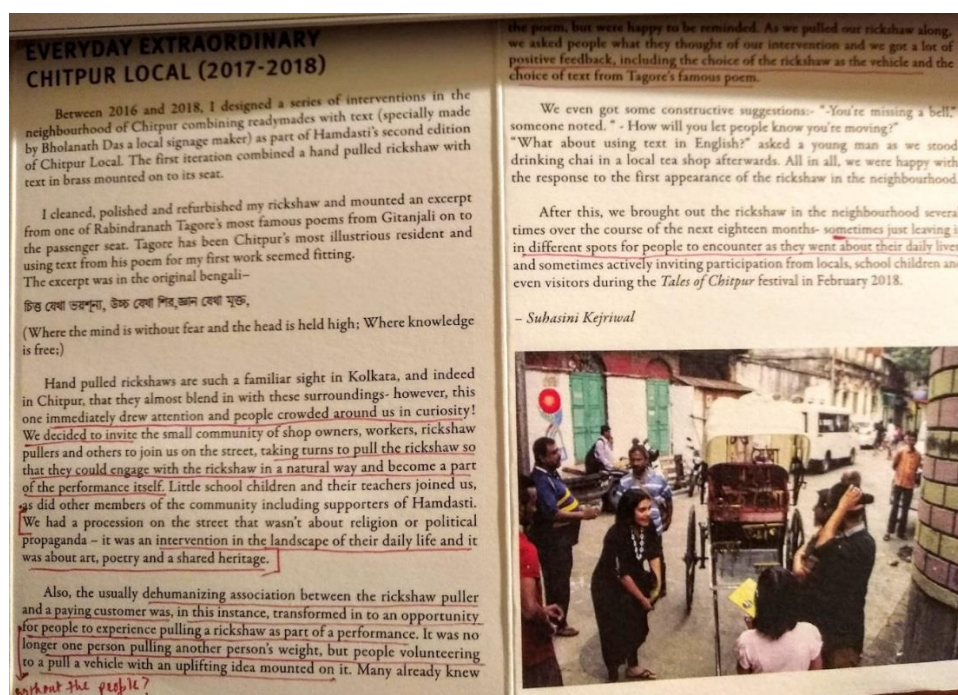 EVERYDAY EXTRAORDINARY
CHITPUR LOCAL (2017-2018)
Between 2016 and 2018, I designed a series of interventions in the
neighbourhood of Chitpur combining readymades with text (specially made
by Bholanath Das a local signage maker) as part of Hamdasti's second edition
of Chitpur Local. The first iteration combined a hand pulled rickshaw with
text in brass mounted on to its seat.
I cleaned, polished and refurbished my rickshaw and mounted an excerpt
from one of Rabindranath Tagore's most famous poems from Gitanjali on to
the passenger seat. Tagore has been Chitpur's most illustrious resident and
using text from his poem for my first work seemed fitting.
The excerpt was in the original bengali–
চিত্ত যেথা ভয়শূন্য, উচ্চ যেথা শির,জ্ঞান যেথা মুক্ত,
(Where the mind is without fear and the head is held high; Where knowledge
is free;)
Hand pulled rickshaws are such a familiar sight in Kolkata, and indeed
in Chitpur, that they almost blend in with these surroundings- however, this
one immediately drew attention and people crowded around us in curiosity!
We decided to invite the small community of shop owners, workers, rickshaw
pullers and others to join us on the street, taking turns to pull the rickshaw so
that they could engage with the rickshaw in a natural way and become a part
of the performance itself. Little school children and their teachers joined us,
as did other members of the community including supporters of Hamdasti.
We had a procession on the street that wasn't about religion or political
propaganda – it was an intervention in the landscape of their daily life and it
was about art, poetry and a shared heritage.
Also, the usually dehumanizing association between the rickshaw puller
and a paying customer was, in this instance, transformed in to an opportunity
for people to experience pulling a rickshaw as part of a performance. It was no
longer one person pulling another person's weight, but people volunteering
to a pull a vehicle with an uplifting idea mounted on it. Many already knew
without the people?
the poem, but were happy to be reminded. As we pulled our rickshaw along,
we asked people what they thought of our intervention and we got a lot of
positive feedback, including the choice of the rickshaw as the vehicle and the
choice of text from Tagore's famous poem.
We even got some constructive suggestions:- "-You're missing a bell,"
someone noted. " - How will you let people know you're moving?"
"What about using text in English?" asked a young man as we stood
drinking chai in a local tea shop afterwards. All in all, we were happy with
the response to the first appearance of the rickshaw in the neighbourhood.
After this, we brought out the rickshaw in the neighbourhood several
times over the course of the next eighteen months- sometimes just leaving i
in different spots for people to encounter as they went about their daily lives
and sometimes actively inviting participation from locals, school children an
even visitors during the Tales of Chitpur festival in February 2018.
– Suhasini Kejriwal